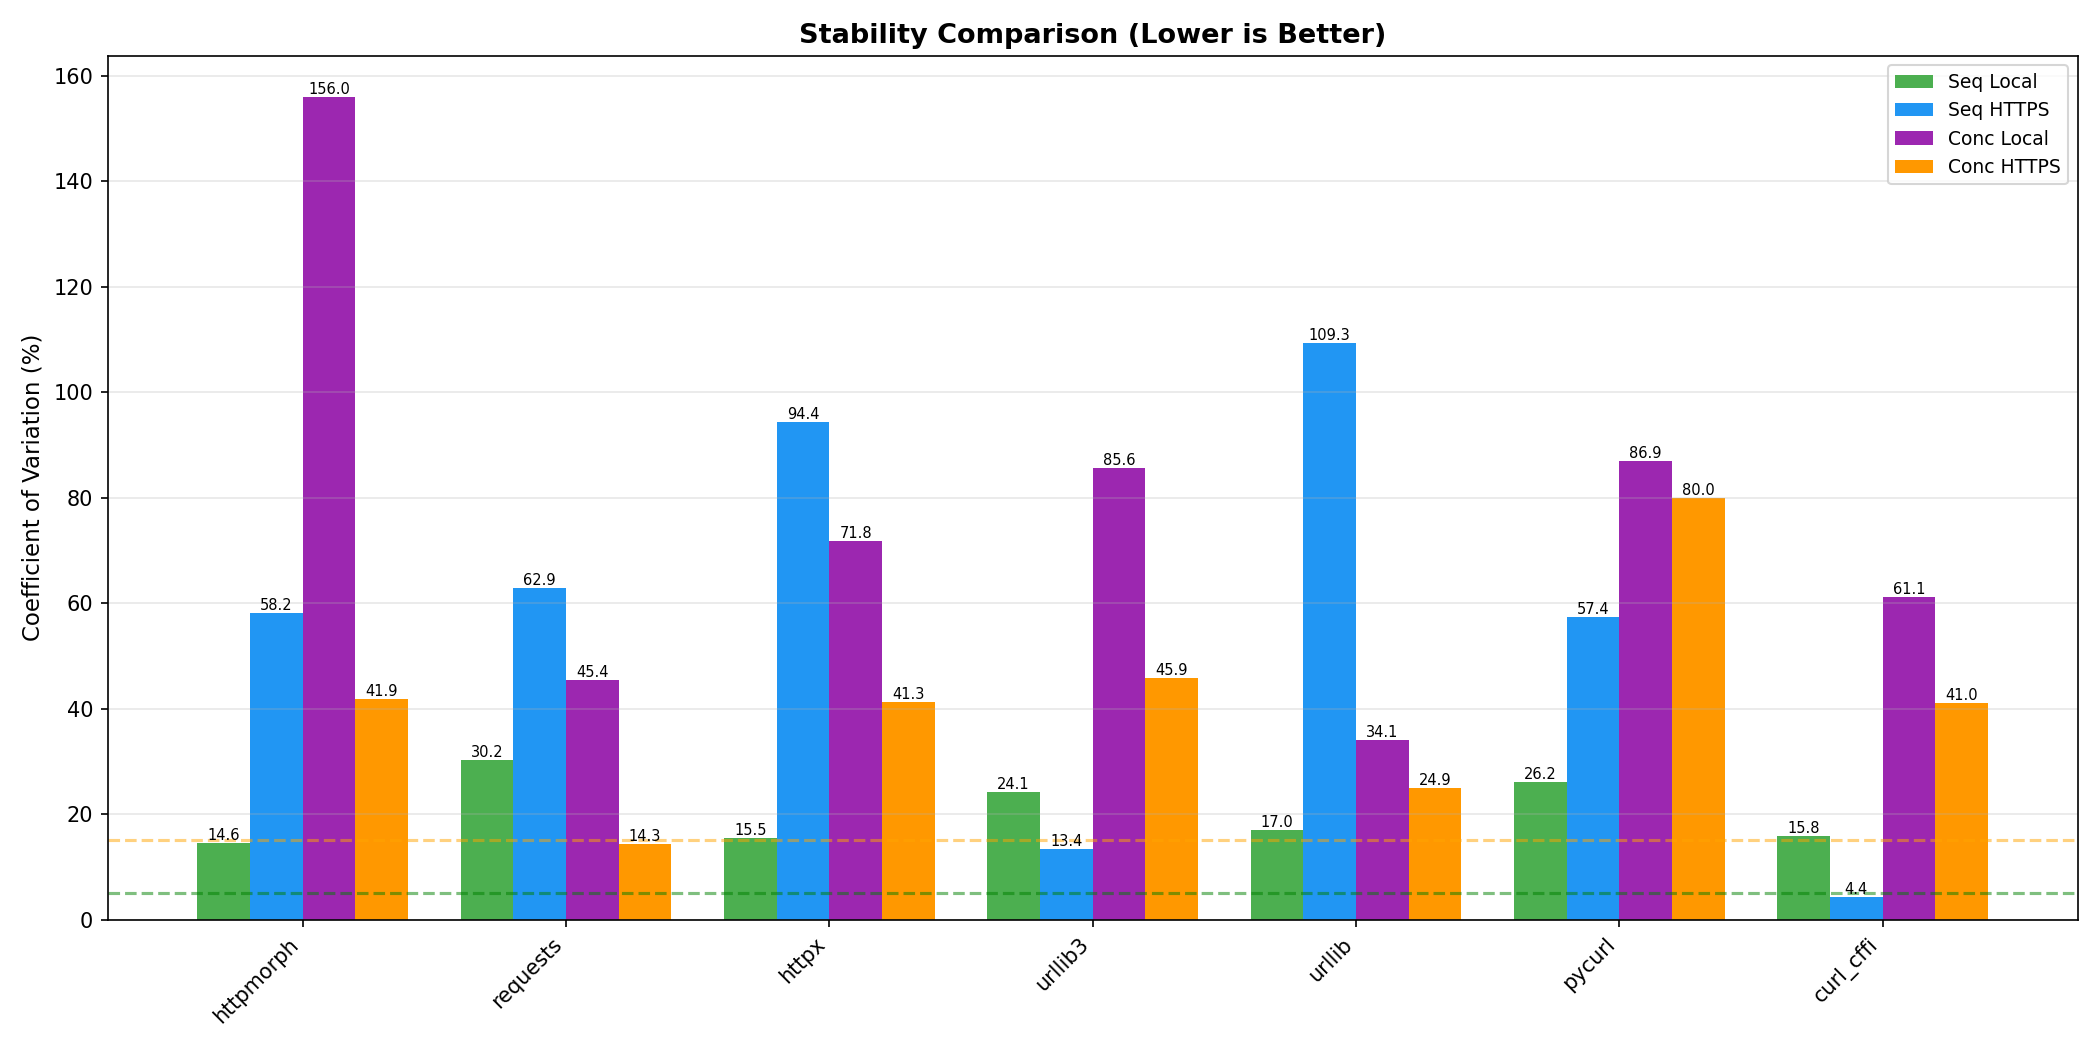 Stability Comparison (Lower is Better)
Coefficient of Variation (%)
160
140
120
100
80
60
40
20
0
Seq Local
Seq HTTPS
Conc Local
Conc HTTPS
14.6
58.2
156.0
41.9
30.2
62.9
45.4
14.3
15.5
94.4
71.8
41.3
24.1
13.4
85.6
45.9
17.0
109.3
34.1
24.9
26.2
57.4
86.9
80.0
15.8
4.4
61.1
41.0
httpmorph
requests
httpx
urllib3
urllib
pycurl
curl_cffi